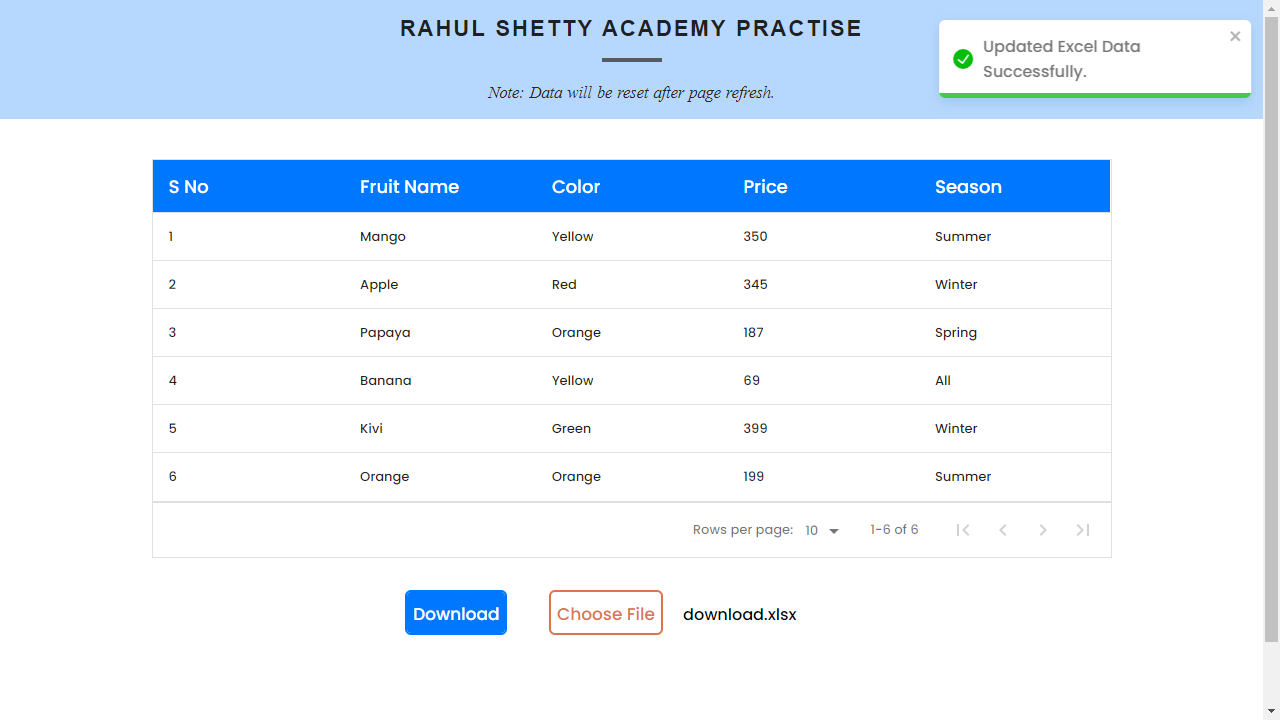 RAHUL SHETTY ACADEMY PRACTISE
Note: Data will be reset after page refresh.
Updated Excel Data
Successfully.
S No Fruit Name Color Price Season
1 Mango Yellow 350 Summer
2 Apple Red 345 Winter
3 Papaya Orange 187 Spring
4 Banana Yellow 69 All
5 Kivi Green 399 Winter
6 Orange Orange 199 Summer
Rows per page: 10 1-6 of 6
Download Choose File download.xlsx